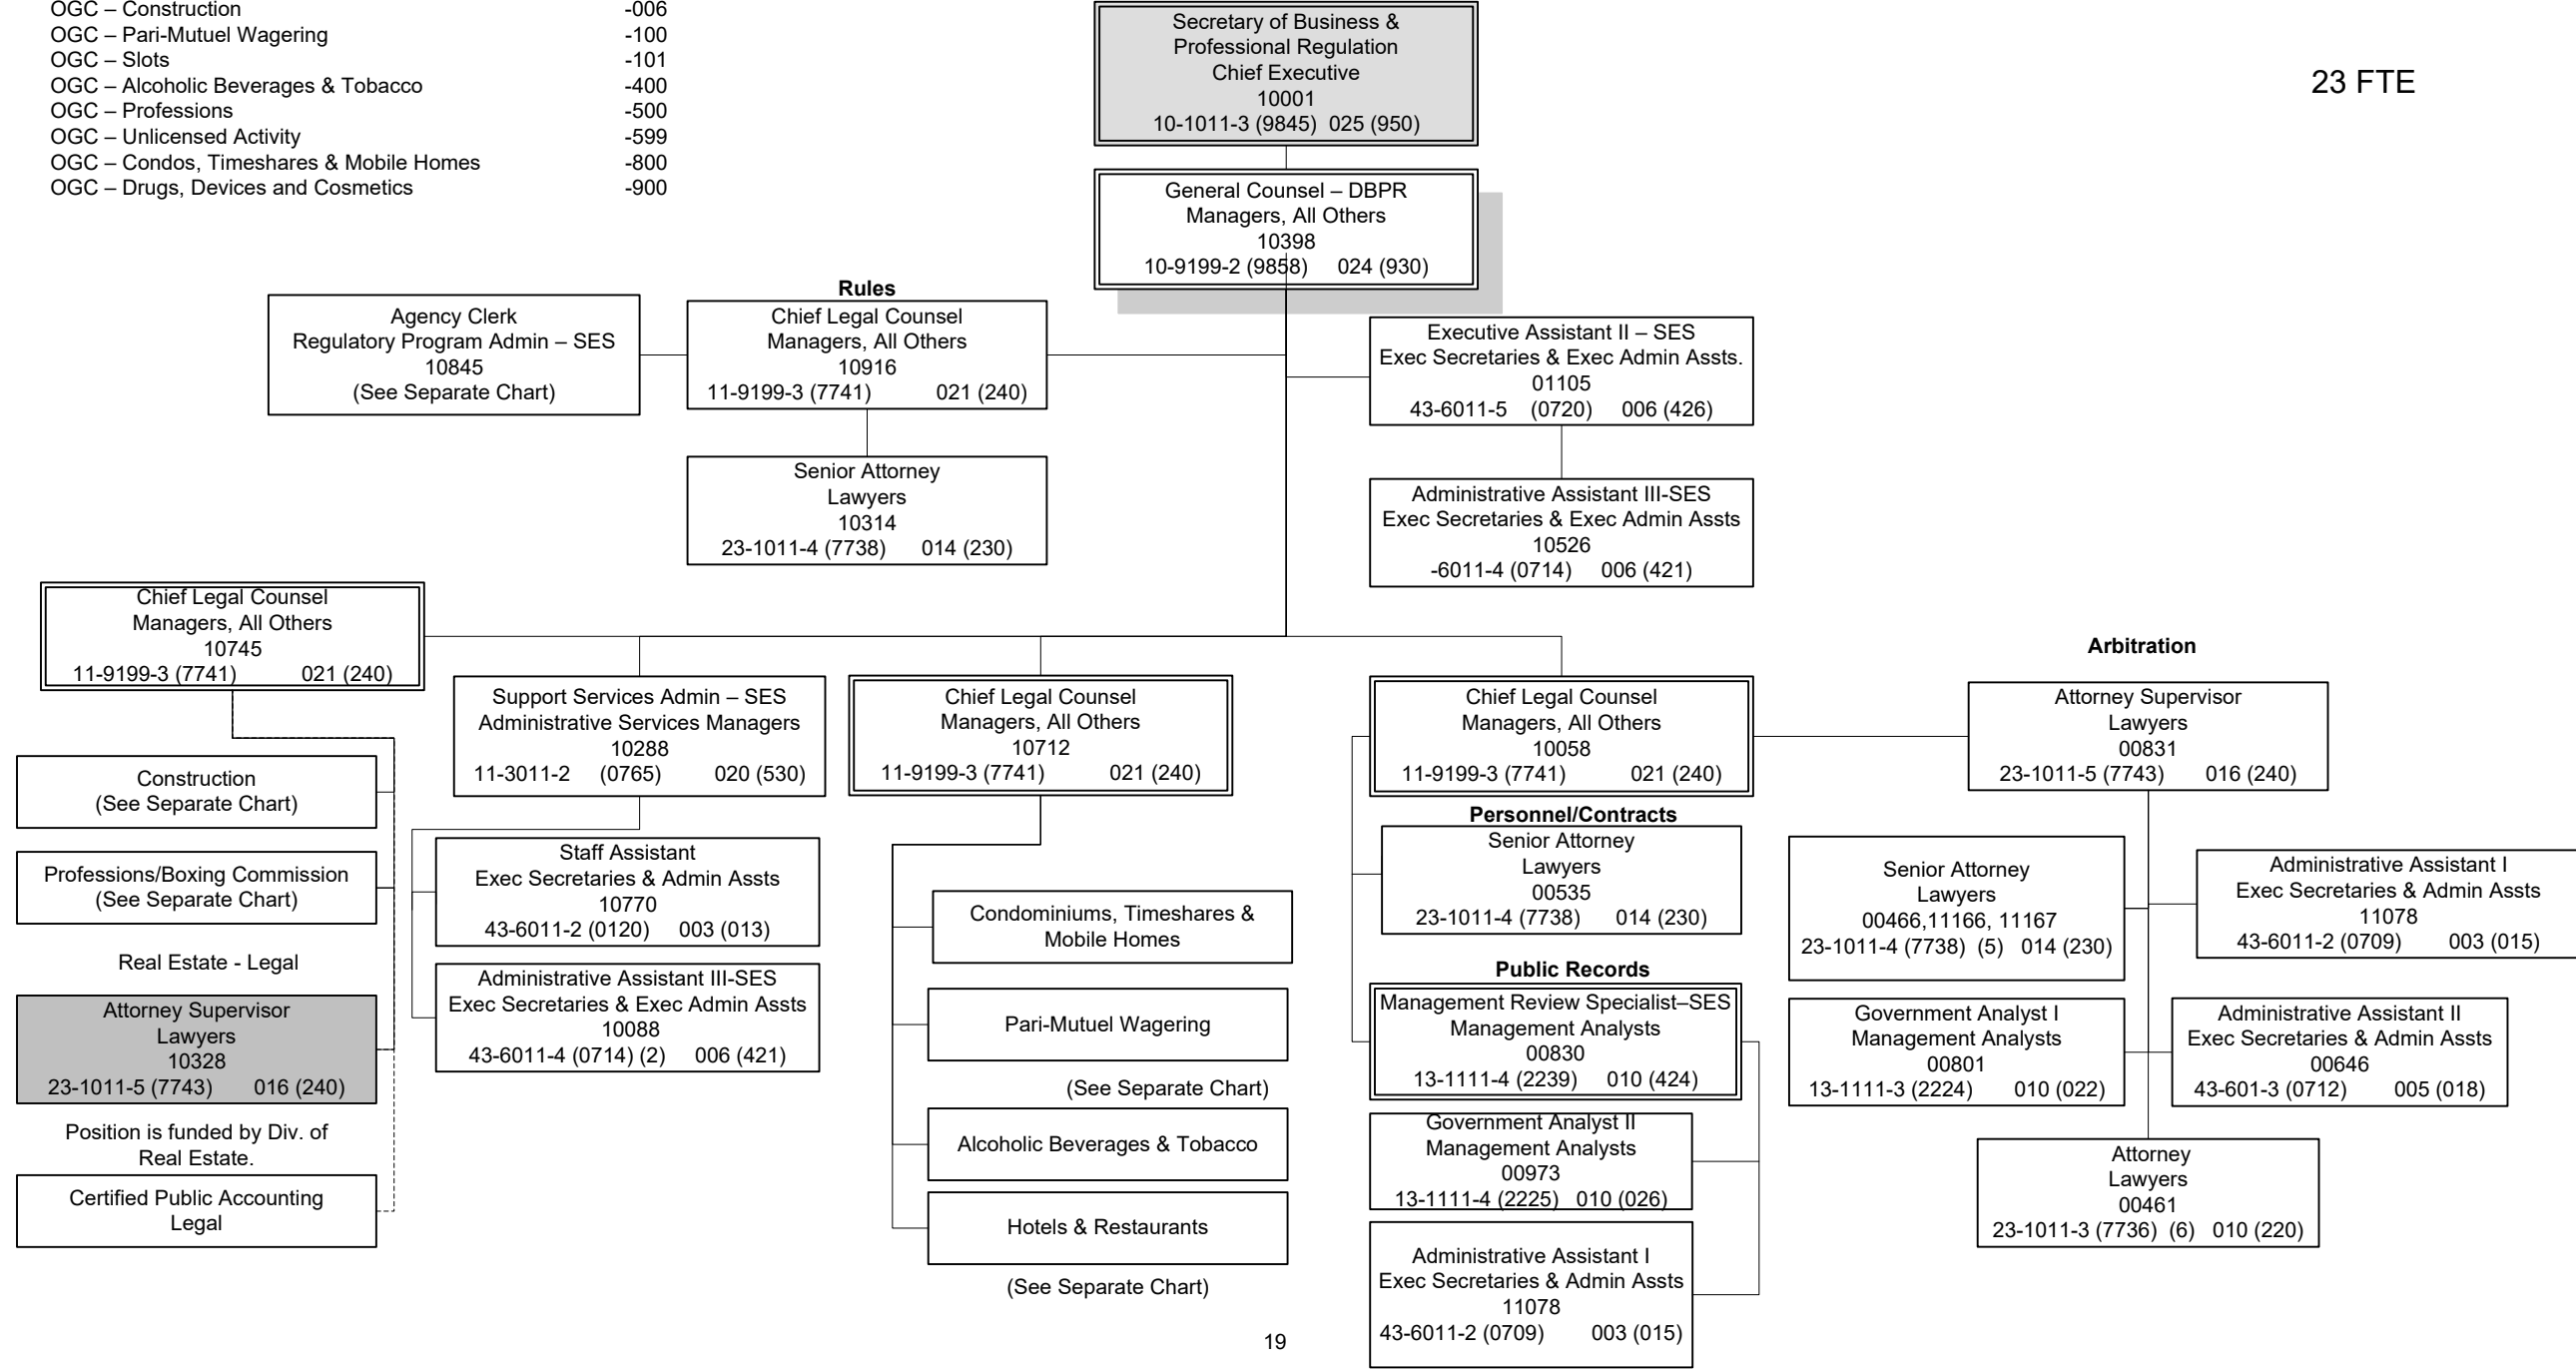 OGC – Construction -006
OGC – Pari-Mutuel Wagering -100
OGC – Slots -101
OGC – Alcoholic Beverages & Tobacco -400
OGC – Professions -500
OGC – Unlicensed Activity -599
OGC – Condos, Timeshares & Mobile Homes -800
OGC – Drugs, Devices and Cosmetics -900
Secretary of Business &
Professional Regulation
Chief Executive
10001
10-1011-3 (9845) 025 (950)
23 FTE
General Counsel – DBPR
Managers, All Others
10398
10-9199-2 (9858) 024 (930)
Rules
Agency Clerk
Regulatory Program Admin – SES
10845
(See Separate Chart)
Chief Legal Counsel
Managers, All Others
10916
11-9199-3 (7741) 021 (240)
Executive Assistant II – SES
Exec Secretaries & Exec Admin Assts.
01105
43-6011-5 (0720) 006 (426)
Senior Attorney
Lawyers
10314
23-1011-4 (7738) 014 (230)
Administrative Assistant III-SES
Exec Secretaries & Exec Admin Assts
10526
-6011-4 (0714) 006 (421)
Chief Legal Counsel
Managers, All Others
10745
11-9199-3 (7741) 021 (240)
Construction
(See Separate Chart)
Professions/Boxing Commission
(See Separate Chart)
Real Estate - Legal
Attorney Supervisor
Lawyers
10328
23-1011-5 (7743) 016 (240)
Position is funded by Div. of
Real Estate.
Certified Public Accounting
Legal
Support Services Admin – SES
Administrative Services Managers
10288
11-3011-2 (0765) 020 (530)
Staff Assistant
Exec Secretaries & Admin Assts
10770
43-6011-2 (0120) 003 (013)
Administrative Assistant III-SES
Exec Secretaries & Exec Admin Assts
10088
43-6011-4 (0714) (2) 006 (421)
Chief Legal Counsel
Managers, All Others
10712
11-9199-3 (7741) 021 (240)
Condominiums, Timeshares &
Mobile Homes
Pari-Mutuel Wagering
(See Separate Chart)
Alcoholic Beverages & Tobacco
Hotels & Restaurants
(See Separate Chart)
Chief Legal Counsel
Managers, All Others
10058
11-9199-3 (7741) 021 (240)
Personnel/Contracts
Senior Attorney
Lawyers
00535
23-1011-4 (7738) 014 (230)
Public Records
Management Review Specialist–SES
Management Analysts
00830
13-1111-4 (2239) 010 (424)
Government Analyst II
Management Analysts
00973
13-1111-4 (2225) 010 (026)
Administrative Assistant I
Exec Secretaries & Admin Assts
11078
43-6011-2 (0709) 003 (015)
Arbitration
Attorney Supervisor
Lawyers
00831
23-1011-5 (7743) 016 (240)
Senior Attorney
Lawyers
00466,11166, 11167
23-1011-4 (7738) (5) 014 (230)
Administrative Assistant I
Exec Secretaries & Admin Assts
11078
43-6011-2 (0709) 003 (015)
Government Analyst I
Management Analysts
00801
13-1111-3 (2224) 010 (022)
Administrative Assistant II
Exec Secretaries & Admin Assts
00646
43-601-3 (0712) 005 (018)
Attorney
Lawyers
00461
23-1011-3 (7736) (6) 010 (220)
19